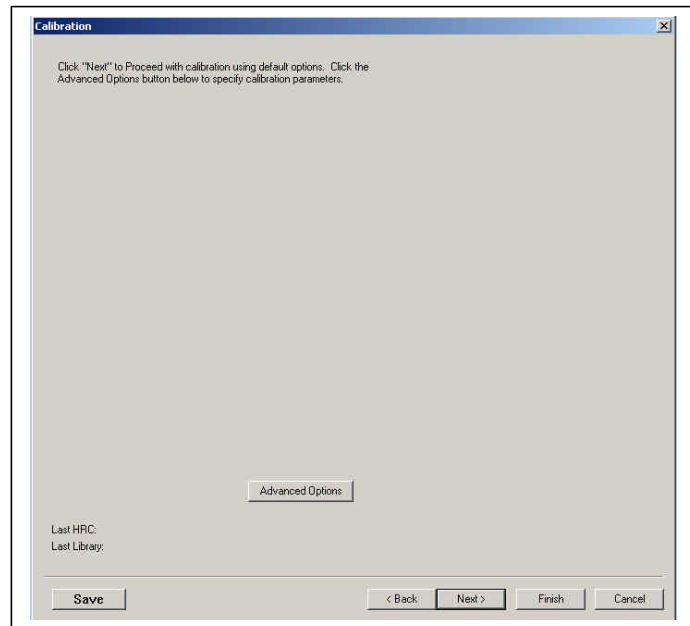 Calibration
Click "Next" to Proceed with calibration using default options. Click the
Advanced Options button below to specify calibration parameters.
Advanced Options
Last HRC:
Last Library:
Save
< Back
Next >
Finish
Cancel